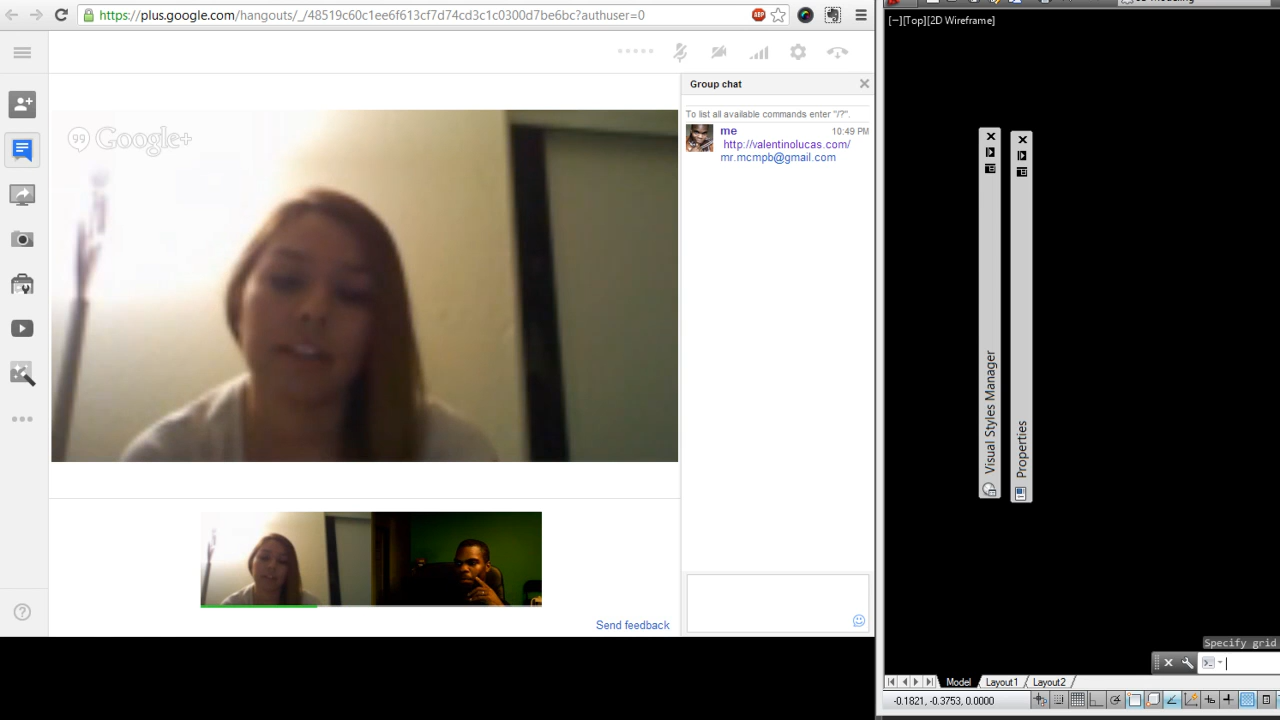 https://plus.google.com/hangouts/_/48519c60c1ee6f613cf7d74cd3c1c0300d7be6bc?authuser=0
ABP
Google+
Group chat
To list all available commands enter "/?".
me 10:49 PM
http://valentinolucas.com/
mr.mcmpb@gmail.com
Send feedback
[−][Top][2D Wireframe]
Visual Styles Manager
Properties
Specify grid
Model Layout1 Layout2
-0.1821, -0.3753, 0.0000